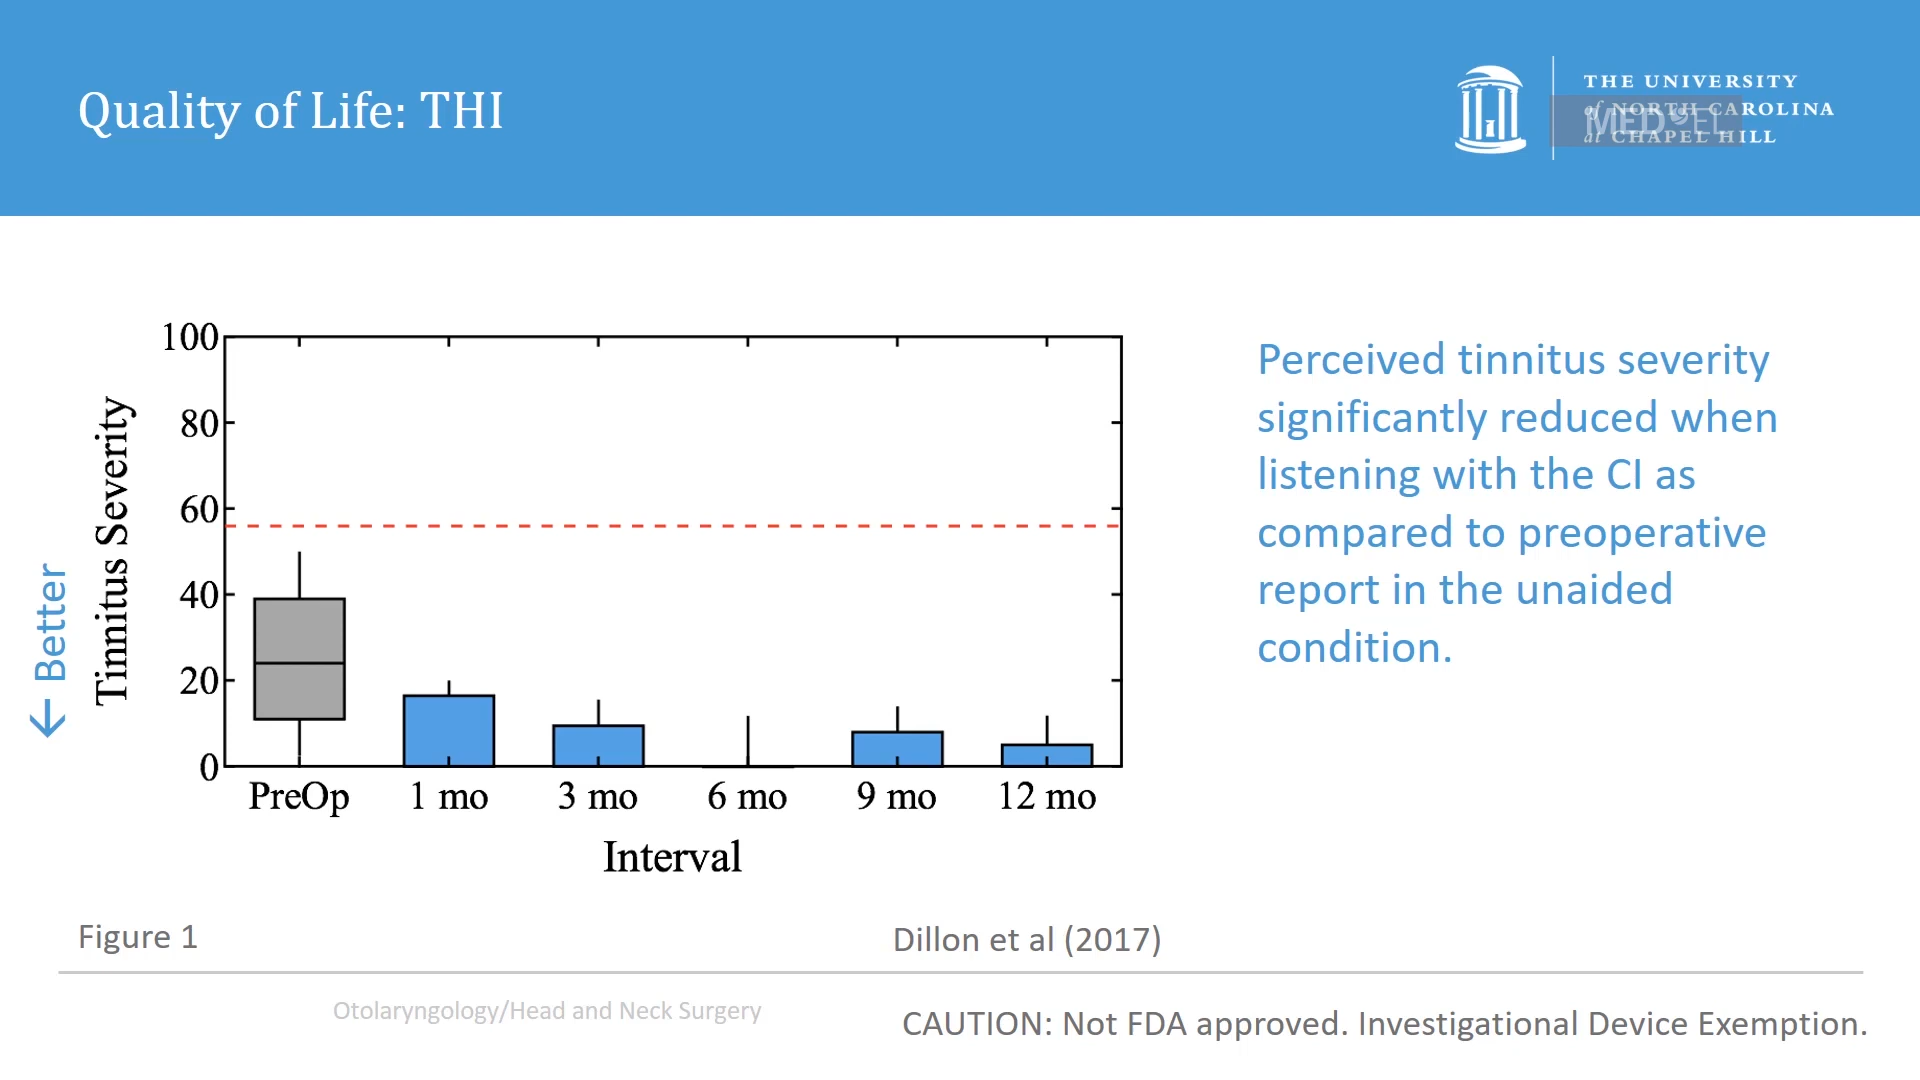 Quality of Life: THI
THE UNIVERSITY
of NORTH CAROLINA
at CHAPEL HILL
MED-EL
100
80
60
40
20
0
Tinnitus Severity
← Better
PreOp 1 mo 3 mo 6 mo 9 mo 12 mo
Interval
Perceived tinnitus severity
significantly reduced when
listening with the CI as
compared to preoperative
report in the unaided
condition.
Figure 1
Dillon et al (2017)
Otolaryngology/Head and Neck Surgery
CAUTION: Not FDA approved. Investigational Device Exemption.